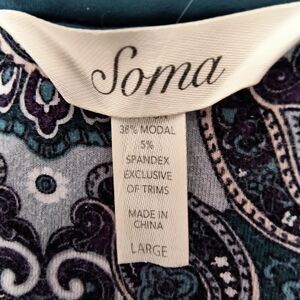 Soma
38% MODAL
5%
SPANDEX
EXCLUSIVE
OF TRIMS
MADE IN
CHINA
LARGE